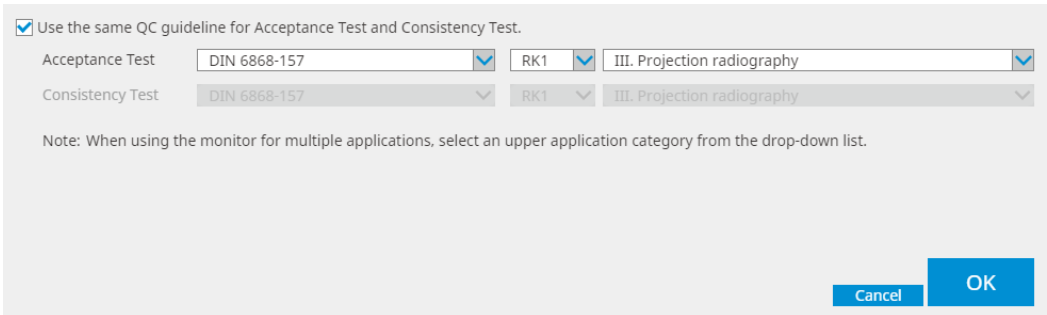 Use the same QC guideline for Acceptance Test and Consistency Test.
Acceptance Test DIN 6868-157 RK1 III. Projection radiography
Consistency Test DIN 6868-157 RK1 III. Projection radiography
Note: When using the monitor for multiple applications, select an upper application category from the drop-down list.
Cancel OK